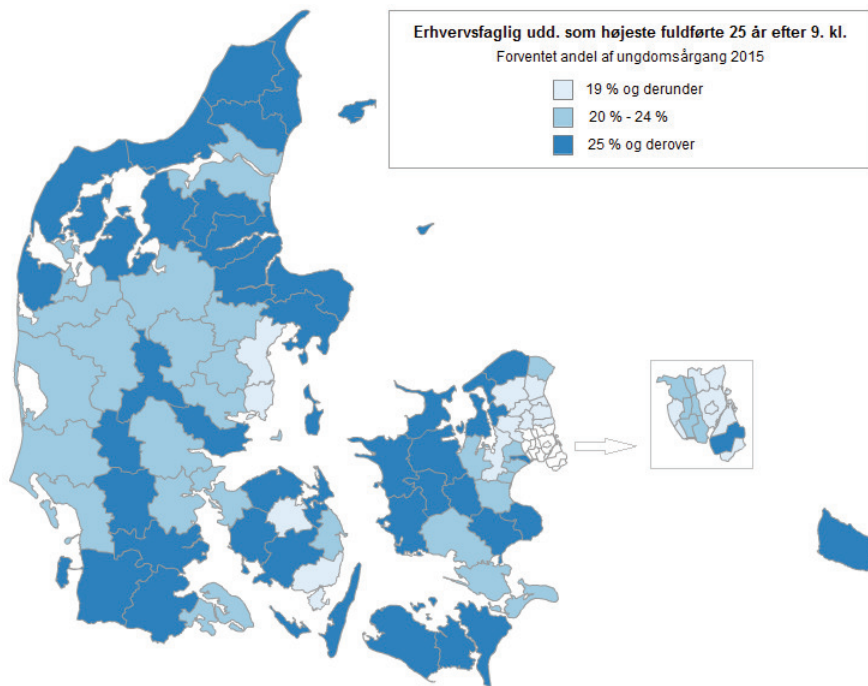 Erhvervsfaglig udd. som højeste fuldførte 25 år efter 9. kl.
Forventet andel af ungdomsårgang 2015
19 % og derunder
20 % - 24 %
25 % og derover